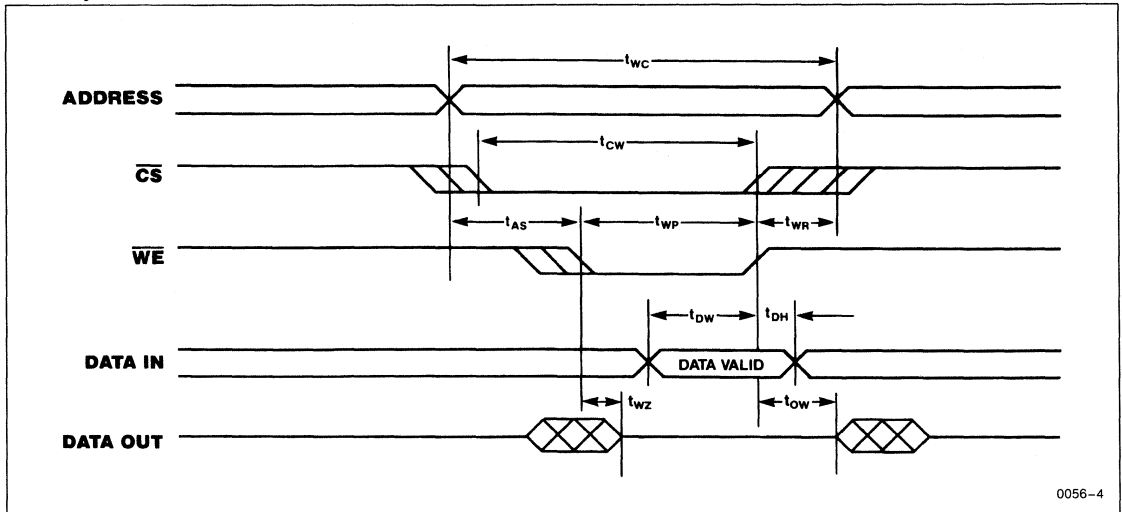 tWC
ADDRESS
tCW
CS
tAS tWP tWR
WE
tDW tDH
DATA IN DATA VALID
tWZ tOW
DATA OUT
0056-4